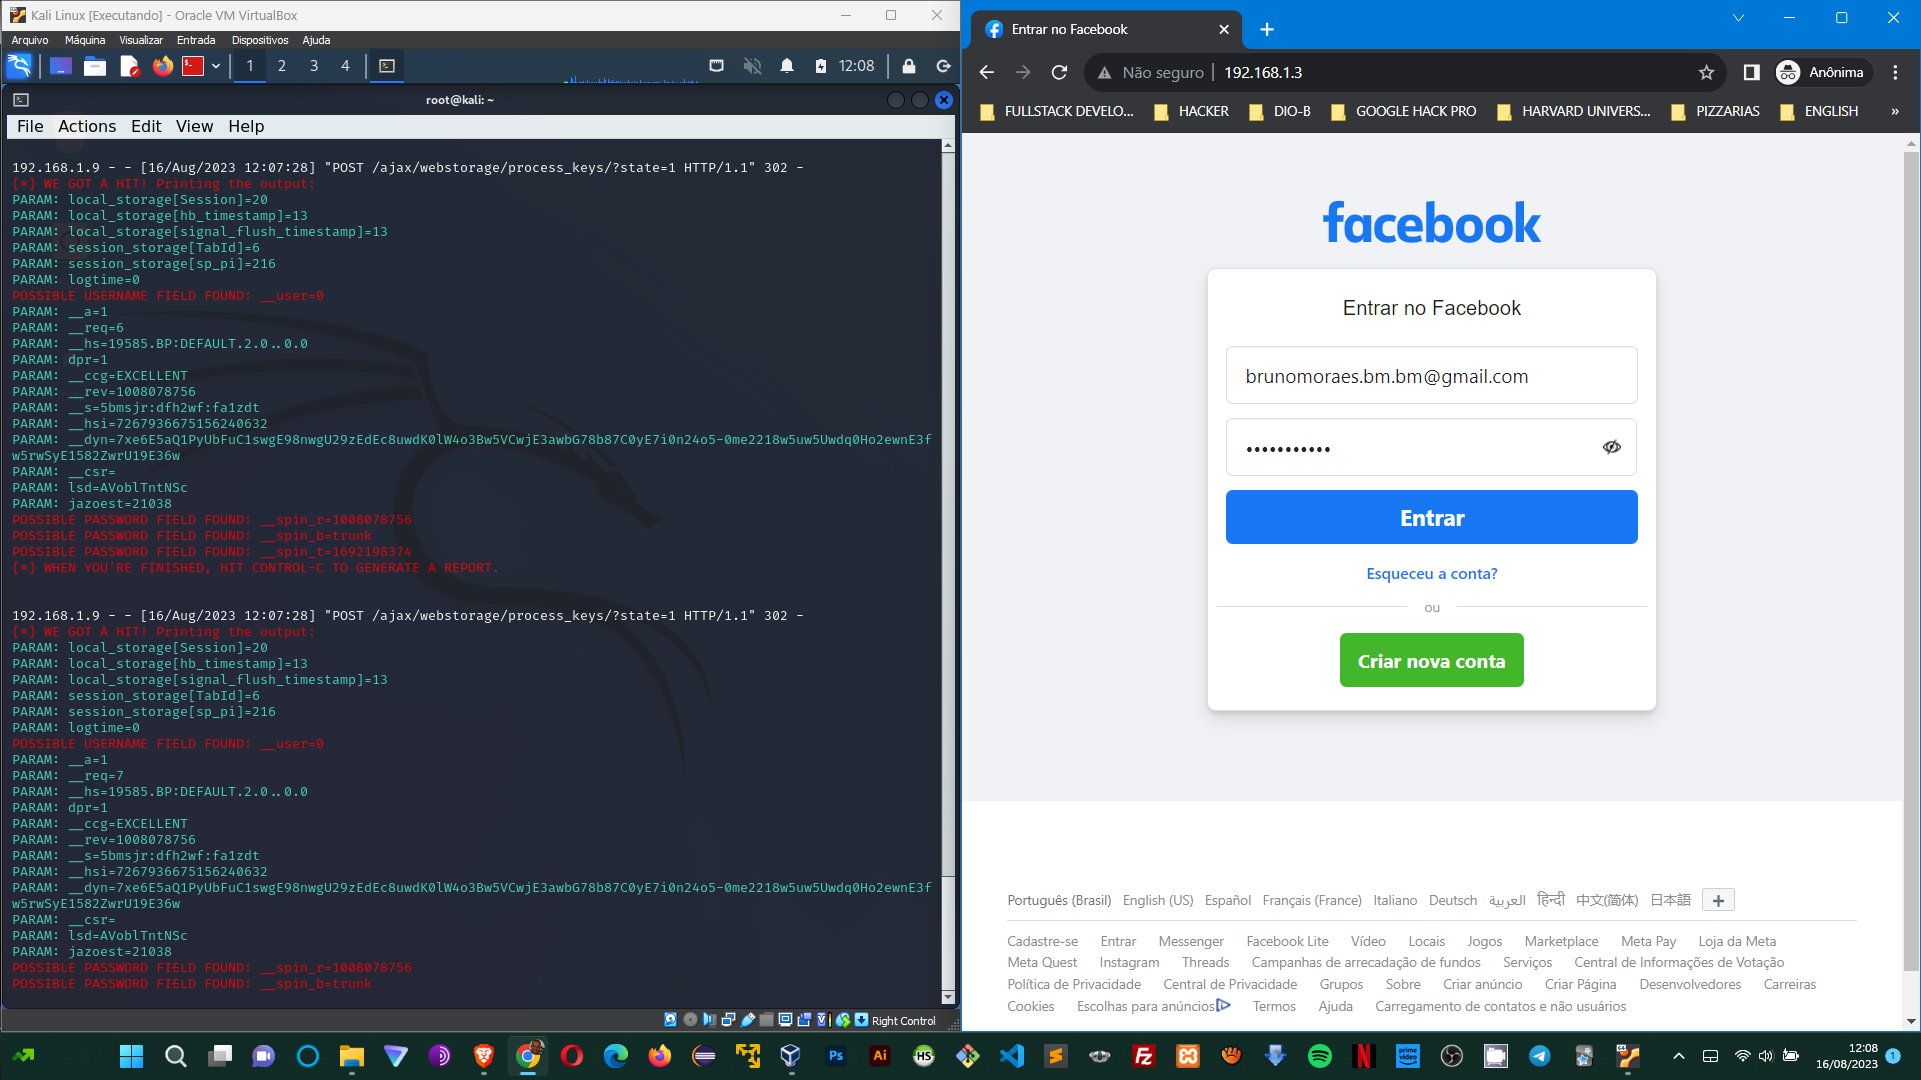 Kali Linux [Executando] - Oracle VM VirtualBox
Arquivo Máquina Visualizar Entrada Dispositivos Ajuda
1 2 3 4 12:08
root@kali: ~
File Actions Edit View Help
192.168.1.9 - - [16/Aug/2023 12:07:28] "POST /ajax/webstorage/process_keys/?state=1 HTTP/1.1" 302 -
[*] WE GOT A HIT! Printing the output:
PARAM: local_storage[Session]=20
PARAM: local_storage[hb_timestamp]=13
PARAM: local_storage[signal_flush_timestamp]=13
PARAM: session_storage[TabId]=6
PARAM: session_storage[sp_pi]=216
PARAM: logtime=0
POSSIBLE USERNAME FIELD FOUND: __user=0
PARAM: __a=1
PARAM: __req=6
PARAM: __hs=19585.BP:DEFAULT.2.0..0.0
PARAM: dpr=1
PARAM: __ccg=EXCELLENT
PARAM: __rev=1008078756
PARAM: __s=5bmsjr:dfh2wf:fa1zdt
PARAM: __hsi=7267936675156240632
PARAM: __dyn=7xe6E5aQ1PyUbFuC1swgE98nwgU29zEdEc8uwdK0lW4o3Bw5VCwjE3awbG78b87C0yE7i0n24o5-0me2218w5uw5Uwdq0Ho2ewnE3f
w5rwSyE1582ZwrU19E36w
PARAM: __csr=
PARAM: lsd=AVoblTntNSc
PARAM: jazoest=21038
POSSIBLE PASSWORD FIELD FOUND: __spin_r=1008078756
POSSIBLE PASSWORD FIELD FOUND: __spin_b=trunk
POSSIBLE PASSWORD FIELD FOUND: __spin_t=1692198374
[*] WHEN YOU'RE FINISHED, HIT CONTROL-C TO GENERATE A REPORT.
192.168.1.9 - - [16/Aug/2023 12:07:28] "POST /ajax/webstorage/process_keys/?state=1 HTTP/1.1" 302 -
[*] WE GOT A HIT! Printing the output:
PARAM: local_storage[Session]=20
PARAM: local_storage[hb_timestamp]=13
PARAM: local_storage[signal_flush_timestamp]=13
PARAM: session_storage[TabId]=6
PARAM: session_storage[sp_pi]=216
PARAM: logtime=0
POSSIBLE USERNAME FIELD FOUND: __user=0
PARAM: __a=1
PARAM: __req=7
PARAM: __hs=19585.BP:DEFAULT.2.0..0.0
PARAM: dpr=1
PARAM: __ccg=EXCELLENT
PARAM: __rev=1008078756
PARAM: __s=5bmsjr:dfh2wf:fa1zdt
PARAM: __hsi=7267936675156240632
PARAM: __dyn=7xe6E5aQ1PyUbFuC1swgE98nwgU29zEdEc8uwdK0lW4o3Bw5VCwjE3awbG78b87C0yE7i0n24o5-0me2218w5uw5Uwdq0Ho2ewnE3f
w5rwSyE1582ZwrU19E36w
PARAM: __csr=
PARAM: lsd=AVoblTntNSc
PARAM: jazoest=21038
POSSIBLE PASSWORD FIELD FOUND: __spin_r=1008078756
POSSIBLE PASSWORD FIELD FOUND: __spin_b=trunk
Right Control
Entrar no Facebook
Não seguro 192.168.1.3 Anônima
FULLSTACK DEVELO... HACKER DIO-B GOOGLE HACK PRO HARVARD UNIVERS... PIZZARIAS ENGLISH »
facebook
Entrar no Facebook
brunomoraes.bm.bm@gmail.com
•••••••••••
Entrar
Esqueceu a conta?
ou
Criar nova conta
Português (Brasil) English (US) Español Français (France) Italiano Deutsch العربية हिन्दी 中文(简体) 日本語 +
Cadastre-se Entrar Messenger Facebook Lite Vídeo Locais Jogos Marketplace Meta Pay Loja da Meta
Meta Quest Instagram Threads Campanhas de arrecadação de fundos Serviços Central de Informações de Votação
Política de Privacidade Central de Privacidade Grupos Sobre Criar anúncio Criar Página Desenvolvedores Carreiras
Cookies Escolhas para anúncios Termos Ajuda Carregamento de contatos e não usuários
Ps Ai HS FZ N prime video 12:08
16/08/2023 1